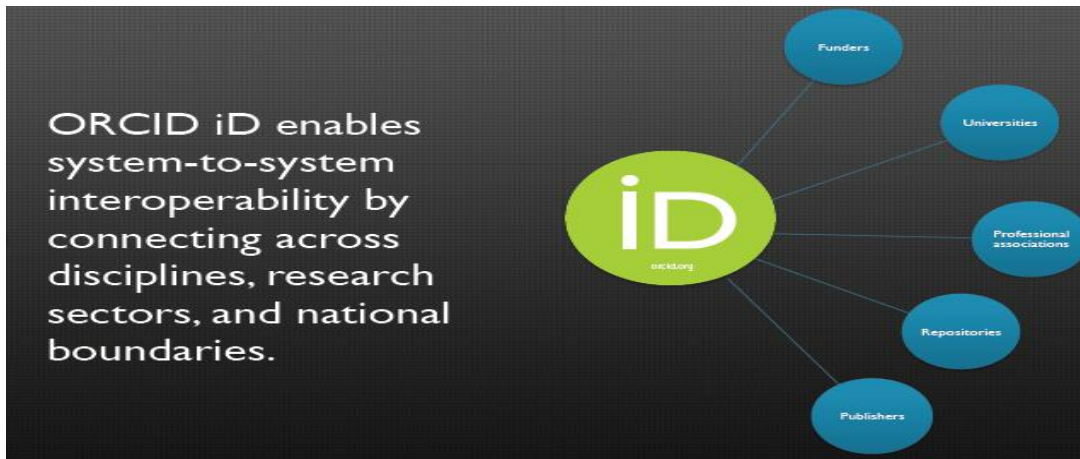 ORCID iD enables
system-to-system
interoperability by
connecting across
disciplines, research
sectors, and national
boundaries.
iD
orcid.org
Funders
Universities
Professional
associations
Repositories
Publishers